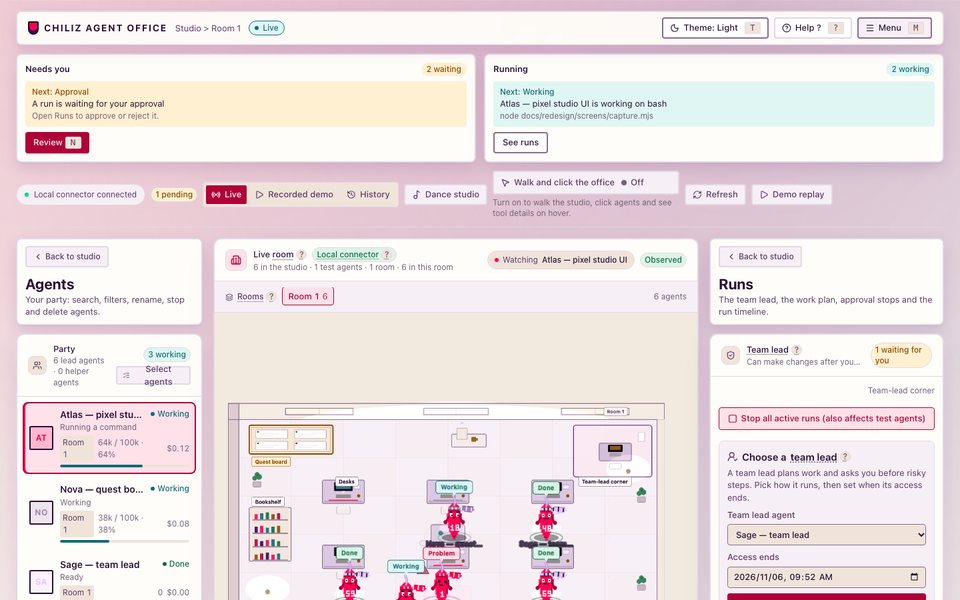 CHILIZ AGENT OFFICE Studio > Room 1 Live
Theme: Light T Help ? ? Menu M
Needs you 2 waiting
Next: Approval
A run is waiting for your approval
Open Runs to approve or reject it.
Review N
Running 2 working
Next: Working
Atlas — pixel studio UI is working on bash
node docs/redesign/screens/capture.mjs
See runs
Local connector connected 1 pending Live Recorded demo History Dance studio
Walk and click the office Off
Turn on to walk the studio, click agents and see
tool details on hover.
Refresh Demo replay
Back to studio
Agents
Your party: search, filters, rename, stop
and delete agents.
Party
6 lead agents
· 0 helper
agents
3 working
Select
agents
AT
Atlas — pixel stu... Working
Running a command
Room
1
64k / 100k ·
64%
$0.12
NO
Nova — quest bo... Working
Working
Room
1
38k / 100k ·
38%
$0.08
SA
Sage — team lead Done
Ready
Room 1 0 $0.00
Live room ? Local connector ?
6 in the studio · 1 test agents · 1 room · 6 in this room
Watching Atlas — pixel studio UI Observed
Rooms ? Room 1 6 6 agents
Room 1
Quest board
Team-lead corner
Desks
Working
Done
Bookshelf
Done
Problem
Done
Working
Back to studio
Runs
The team lead, the work plan, approval stops and the
run timeline.
Team lead ?
Can make changes after you...
1 waiting for
you
Team-lead corner
Stop all active runs (also affects test agents)
Choose a team lead ?
A team lead plans work and asks you before risky
steps. Pick how it runs, then set when its access
ends.
Team lead agent
Sage — team lead
Access ends
2026/11/06, 09:52 AM